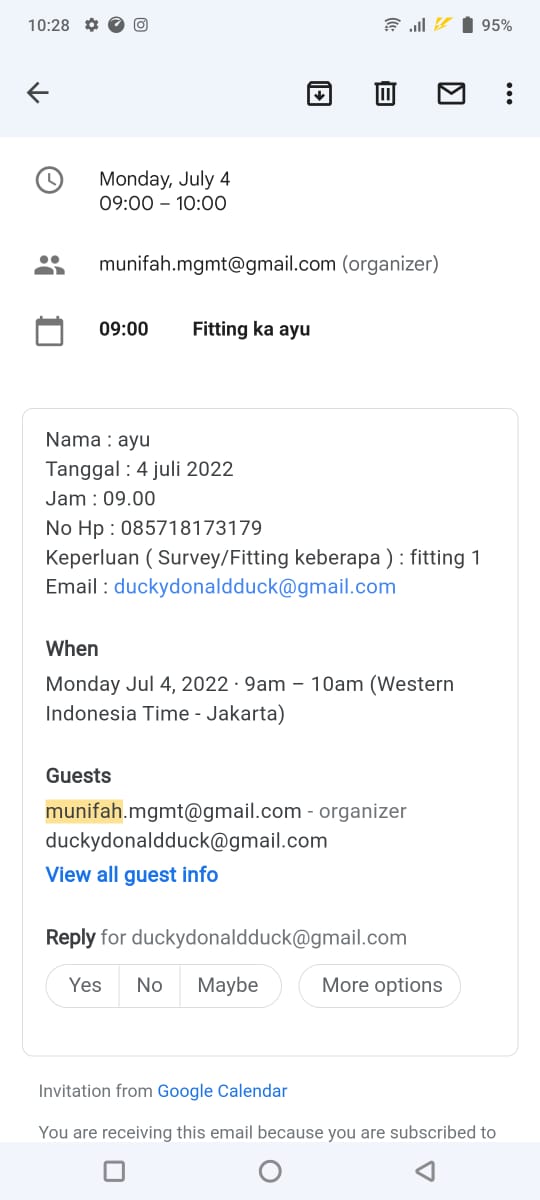 10:28
95%
Monday, July 4
09:00 – 10:00
munifah.mgmt@gmail.com (organizer)
09:00 Fitting ka ayu
Nama : ayu
Tanggal : 4 juli 2022
Jam : 09.00
No Hp : 085718173179
Keperluan ( Survey/Fitting keberapa ) : fitting 1
Email : duckydonaldduck@gmail.com
When
Monday Jul 4, 2022 · 9am – 10am (Western
Indonesia Time - Jakarta)
Guests
munifah.mgmt@gmail.com - organizer
duckydonaldduck@gmail.com
View all guest info
Reply for duckydonaldduck@gmail.com
Yes No Maybe More options
Invitation from Google Calendar
You are receiving this email because you are subscribed to